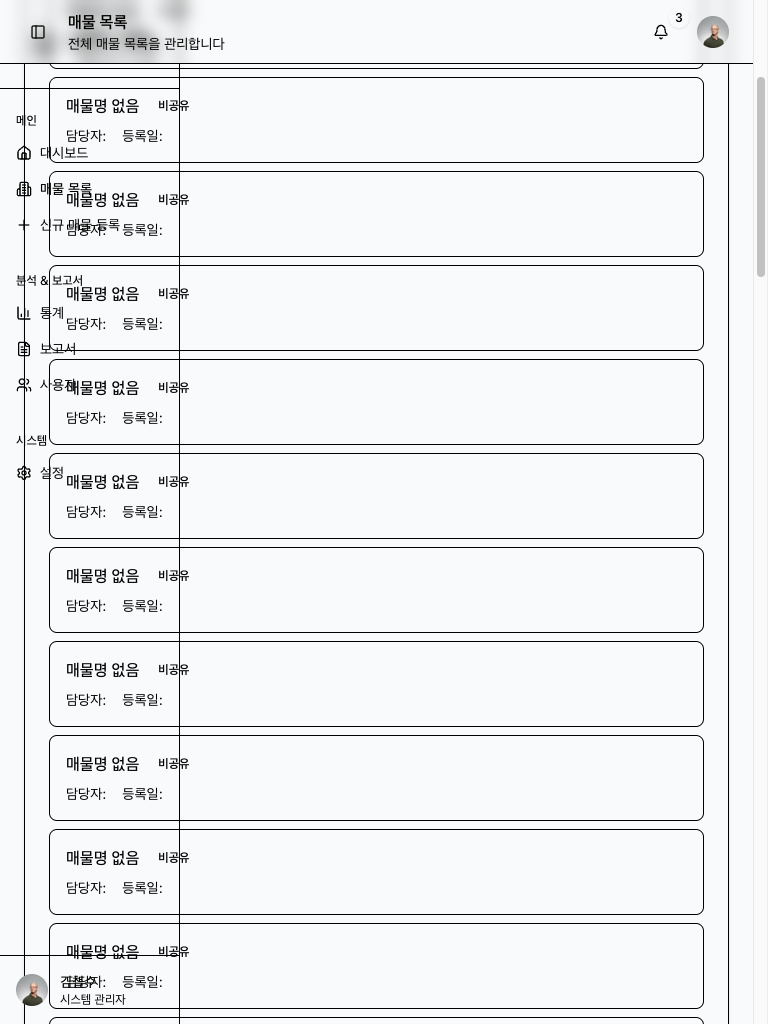 매물 목록
전체 매물 목록을 관리합니다
3
메인
대시보드
매물 목록
신규 매물 등록
분석 & 보고서
통계
보고서
사용자
시스템
설정
매물명 없음 비공유
담당자: 등록일:
매물명 없음 비공유
담당자: 등록일:
매물명 없음 비공유
담당자: 등록일:
매물명 없음 비공유
담당자: 등록일:
매물명 없음 비공유
담당자: 등록일:
매물명 없음 비공유
담당자: 등록일:
매물명 없음 비공유
담당자: 등록일:
매물명 없음 비공유
담당자: 등록일:
매물명 없음 비공유
담당자: 등록일:
매물명 없음 비공유
담당자: 등록일:
시스템 관리자